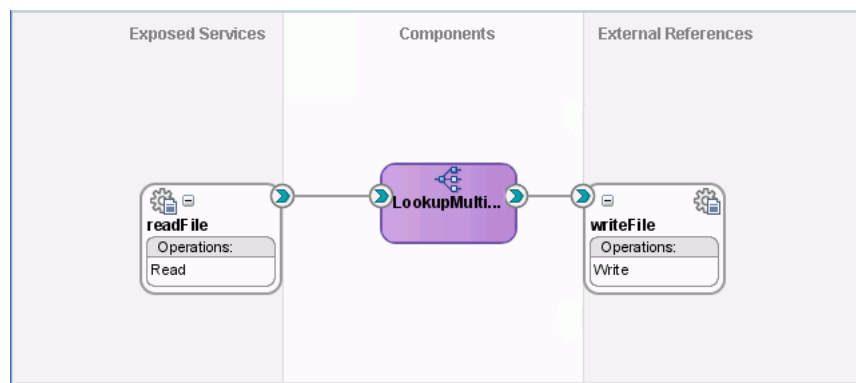 Exposed Services
Components
External References
readFile
Operations:
Read
LookupMulti...
writeFile
Operations:
Write